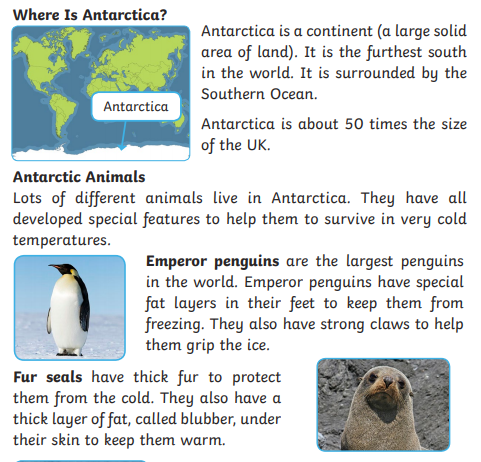 Where Is Antarctica?
Antarctica
Antarctica is a continent (a large solid
area of land). It is the furthest south
in the world. It is surrounded by the
Southern Ocean.
Antarctica is about 50 times the size
of the UK.
Antarctic Animals
Lots of different animals live in Antarctica. They have all
developed special features to help them to survive in very cold
temperatures.
Emperor penguins are the largest penguins
in the world. Emperor penguins have special
fat layers in their feet to keep them from
freezing. They also have strong claws to help
them grip the ice.
Fur seals have thick fur to protect
them from the cold. They also have a
thick layer of fat, called blubber, under
their skin to keep them warm.